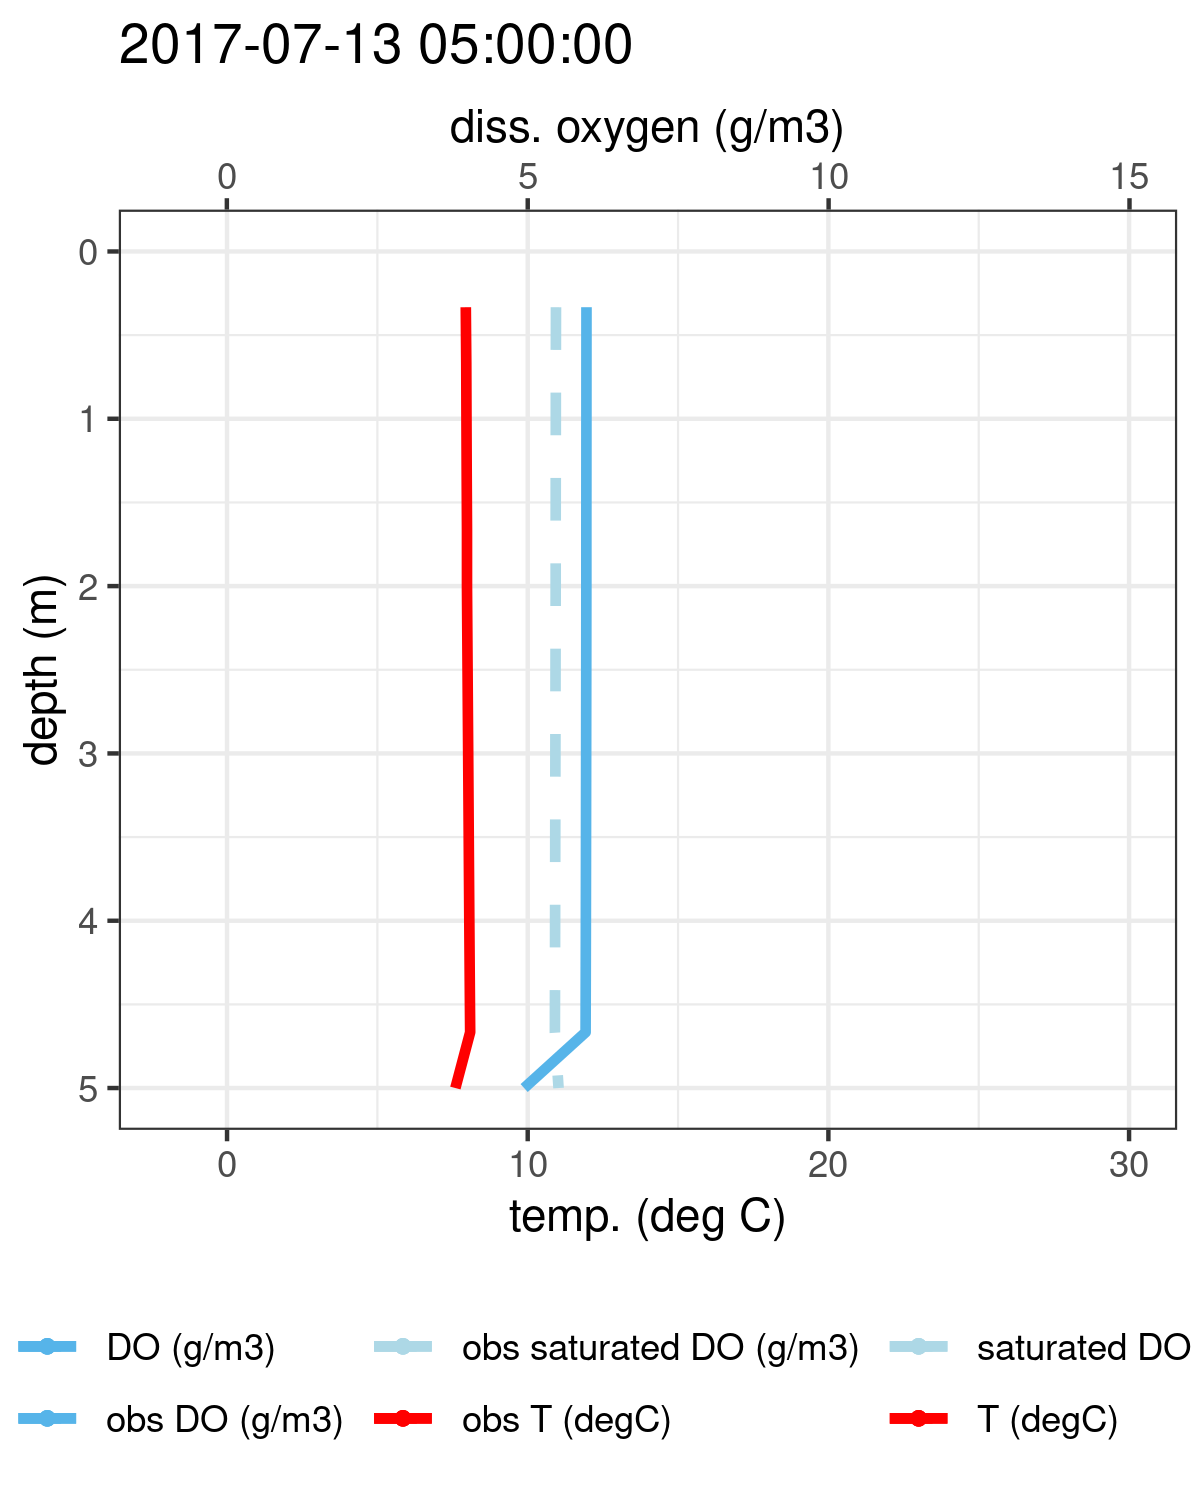 2017-07-13 05:00:00
diss. oxygen (g/m3)
0 5 10 15
0
1
2
3
4
5
depth (m)
0 10 20 30
temp. (deg C)
DO (g/m3) obs saturated DO (g/m3) saturated DO
obs DO (g/m3) obs T (degC) T (degC)